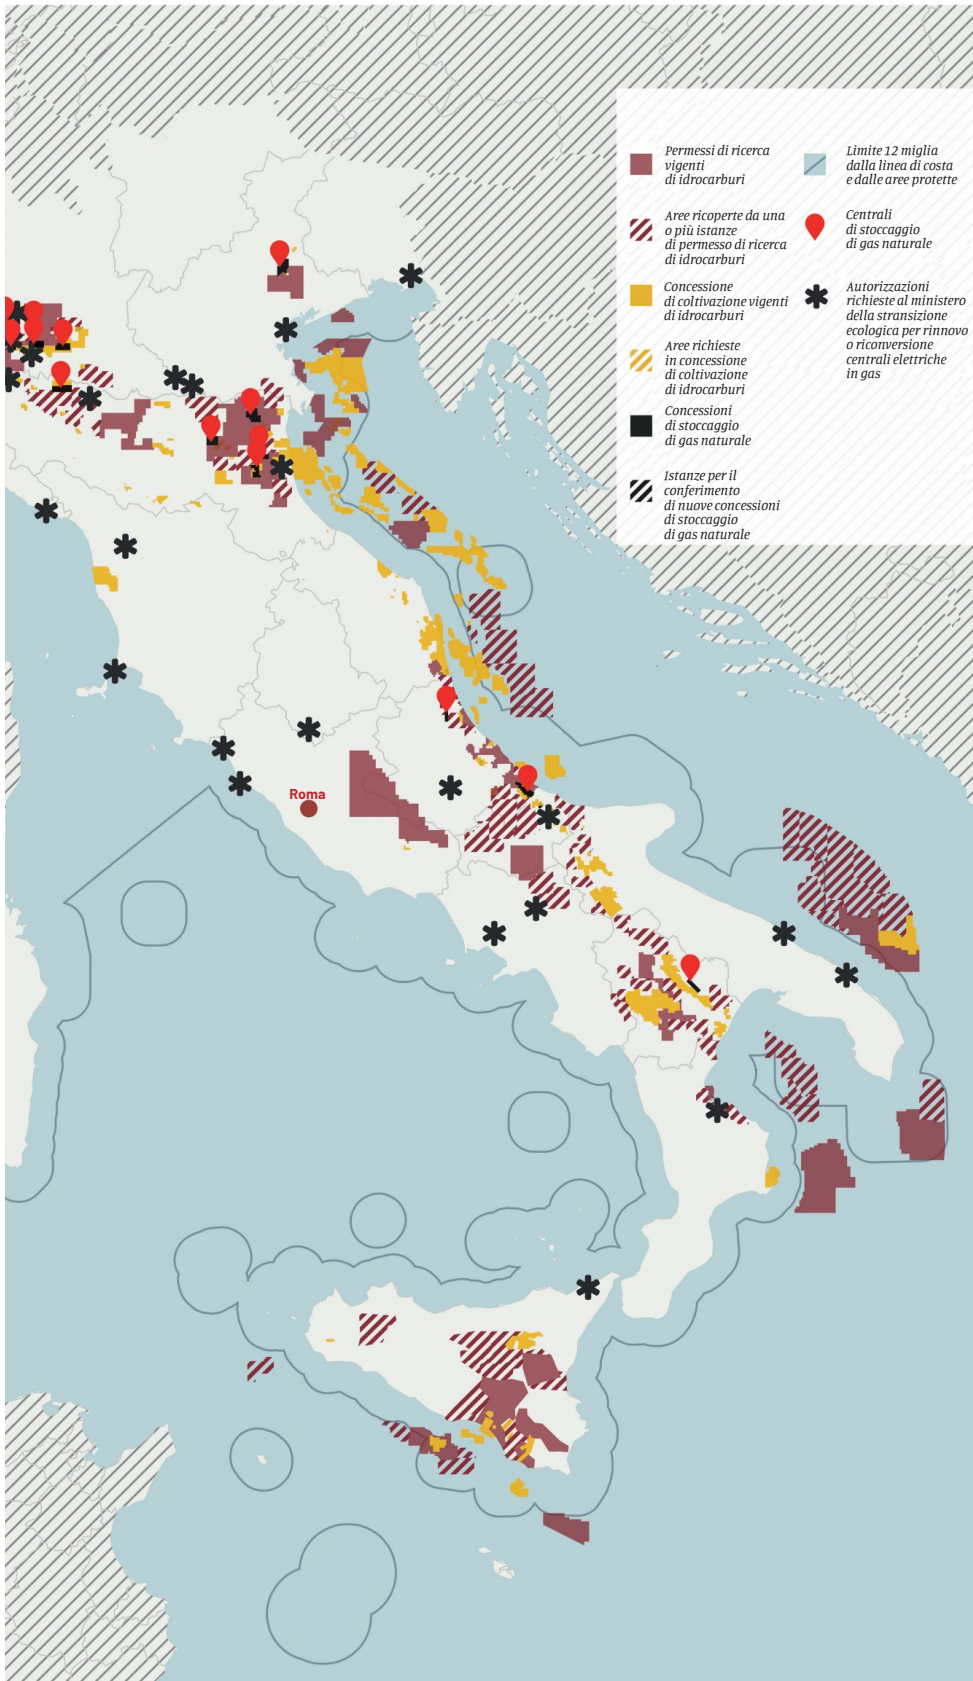 Permessi di ricerca
vigenti
di idrocarburi
Aree ricoperte da una
o più istanze
di permesso di ricerca
di idrocarburi
Concessione
di coltivazione vigenti
di idrocarburi
Aree richieste
in concessione
di coltivazione
di idrocarburi
Concessioni
di stoccaggio
di gas naturale
Istanze per il
conferimento
di nuove concessioni
di stoccaggio
di gas naturale
Limite 12 miglia
dalla linea di costa
e dalle aree protette
Centrali
di stoccaggio
di gas naturale
Autorizzazioni
richieste al ministero
della stransizione
ecologica per rinnovo
o riconversione
centrali elettriche
in gas
Roma